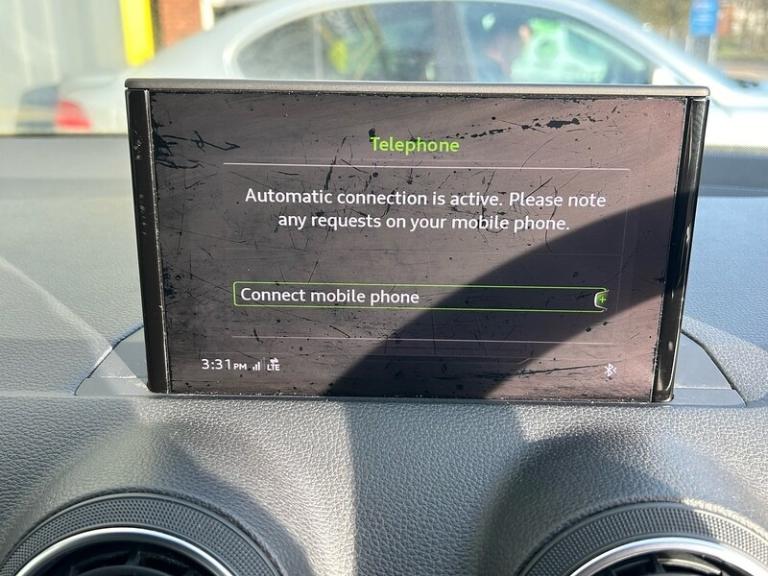 Telephone
Automatic connection is active. Please note
any requests on your mobile phone.
Connect mobile phone
3:31 PM LTE